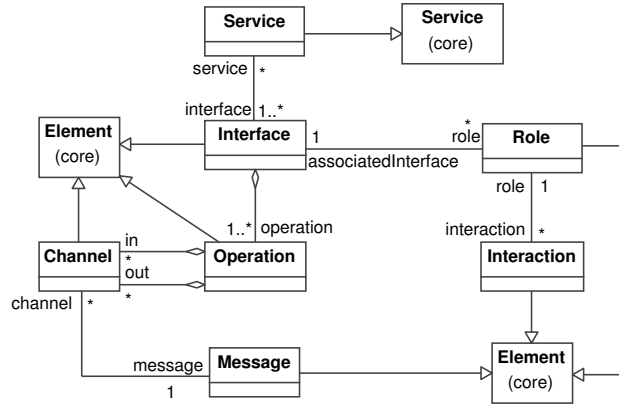 Service
Service
(core)
service
*
interface
1..*
Element
(core)
Interface
1
*
role
associatedInterface
Role
role
1
1..*
operation
interaction
*
Channel
in
*
out
*
Operation
Interaction
channel
*
message
1
Message
Element
(core)